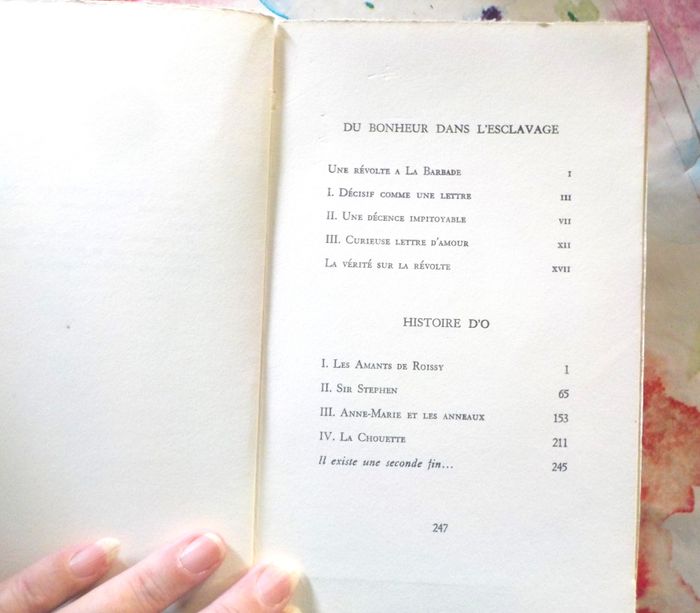 DU BONHEUR DANS L'ESCLAVAGE
Une révolte a La Barbade I
I. Décisif comme une lettre III
II. Une décence impitoyable VII
III. Curieuse lettre d'amour XII
La vérité sur la révolte XVII
HISTOIRE D'O
I. Les Amants de Roissy 1
II. Sir Stephen 65
III. Anne-Marie et les anneaux 153
IV. La Chouette 211
Il existe une seconde fin... 245
247